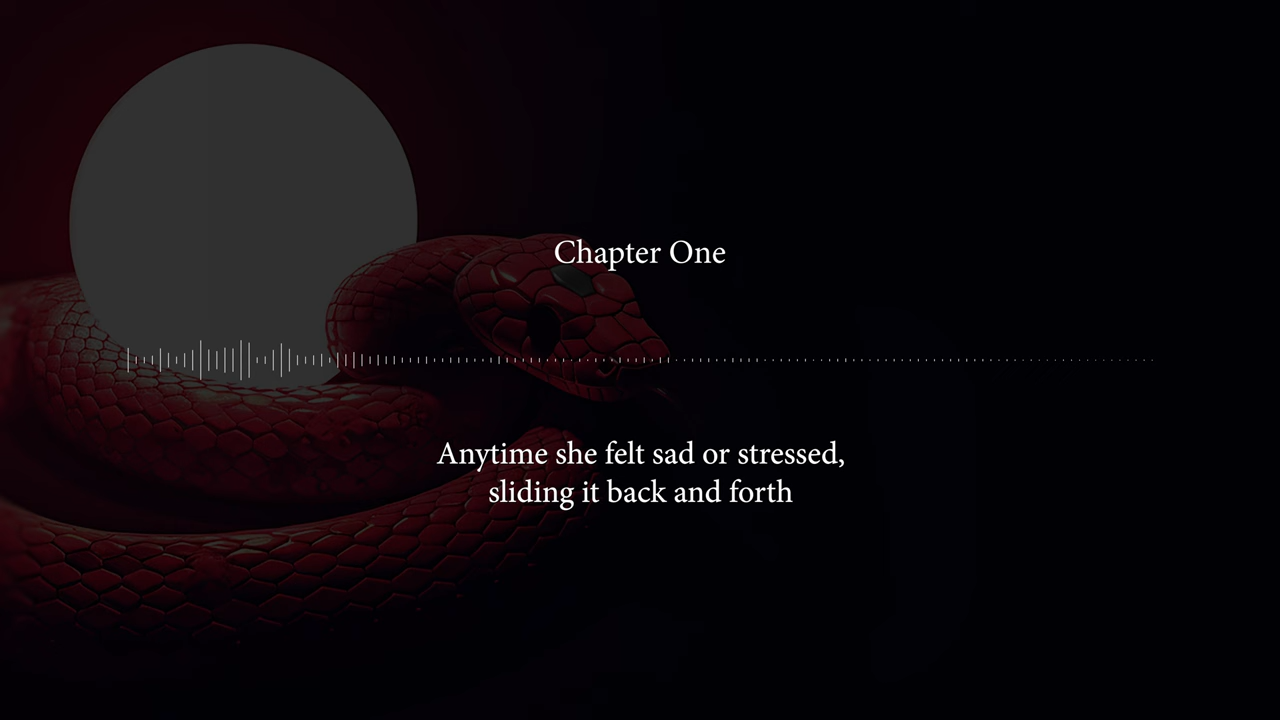 Chapter One
Anytime she felt sad or stressed,
sliding it back and forth